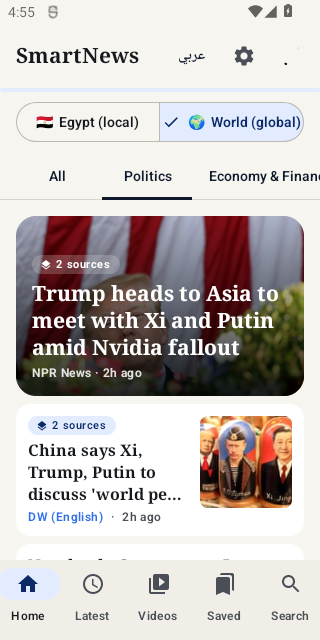 4:55
SmartNews
عربي
🇪🇬 Egypt (local)
🌍 World (global)
All
Politics
Economy & Finan
2 sources
Trump heads to Asia to
meet with Xi and Putin
amid Nvidia fallout
NPR News · 2h ago
2 sources
China says Xi,
Trump, Putin to
discuss 'world pe...
DW (English) · 2h ago
Home
Latest
Videos
Saved
Search